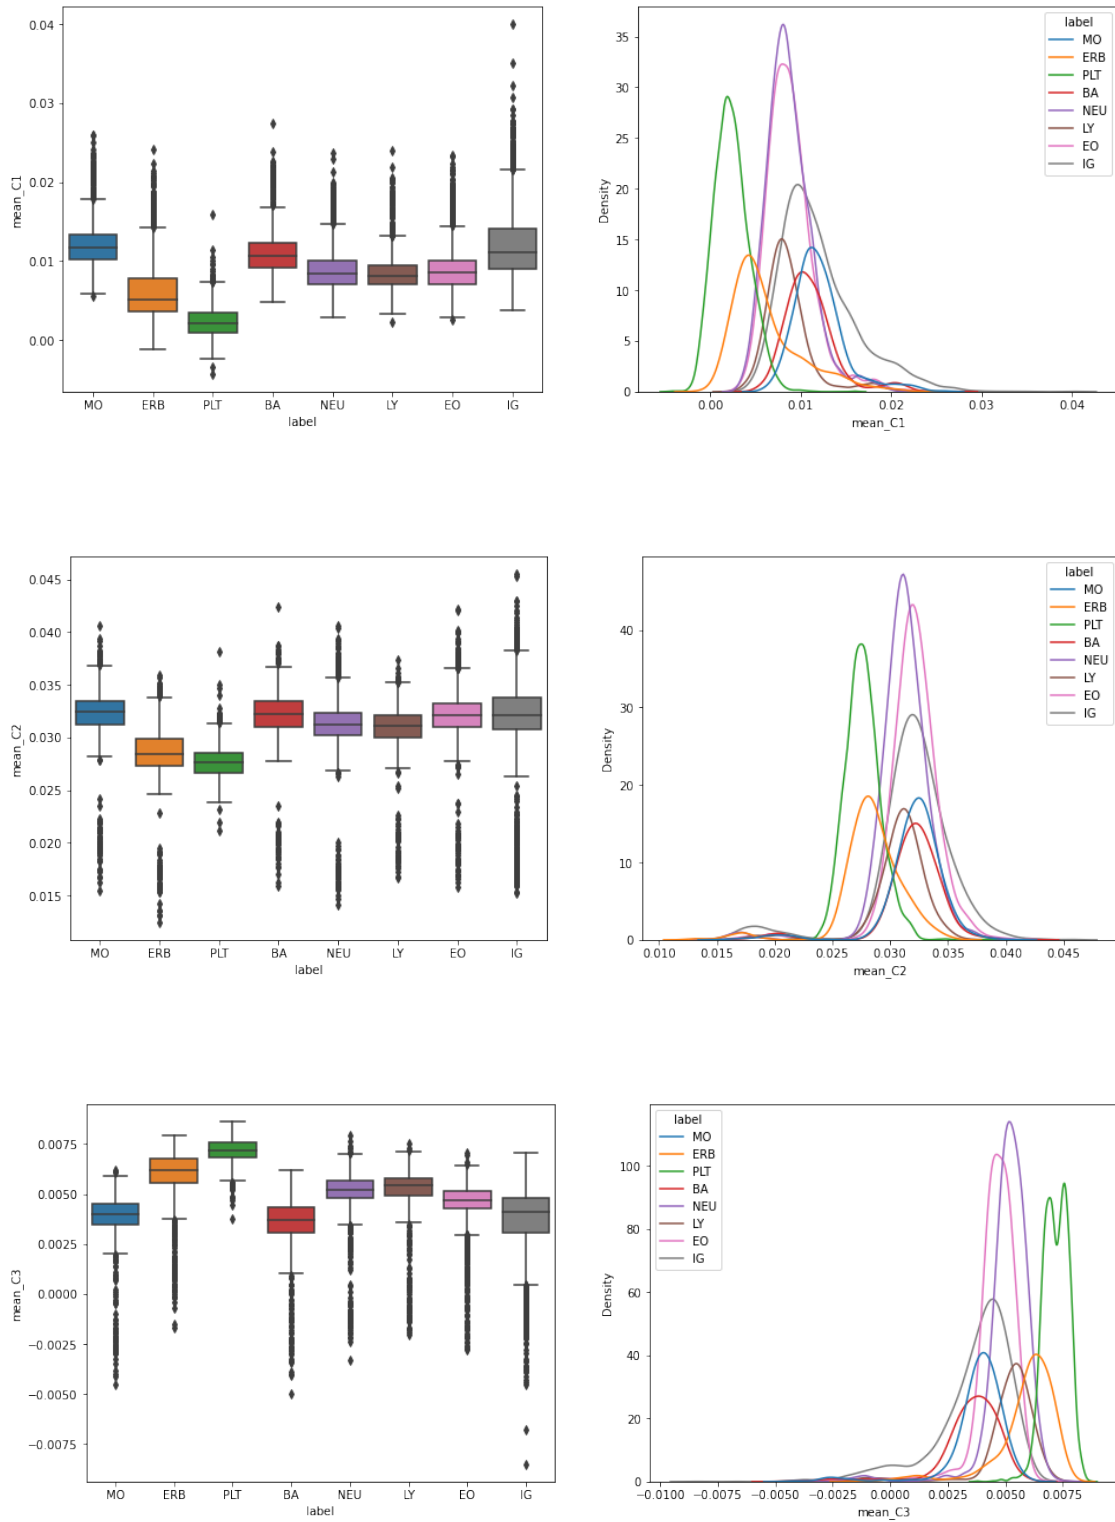 0.04
0.03
0.02
0.01
0.00
mean_C1
MO ERB PLT BA NEU LY EO IG
label
35
30
25
20
15
10
5
0
Density
label
MO
ERB
PLT
BA
NEU
LY
EO
IG
0.00 0.01 0.02 0.03 0.04
mean_C1
0.045
0.040
0.035
0.030
0.025
0.020
0.015
mean_C2
MO ERB PLT BA NEU LY EO IG
label
40
30
20
10
0
Density
label
MO
ERB
PLT
BA
NEU
LY
EO
IG
0.010 0.015 0.020 0.025 0.030 0.035 0.040 0.045
mean_C2
0.0075
0.0050
0.0025
0.0000
−0.0025
−0.0050
−0.0075
mean_C3
MO ERB PLT BA NEU LY EO IG
label
100
80
60
40
20
0
Density
label
MO
ERB
PLT
BA
NEU
LY
EO
IG
−0.0100 −0.0075 −0.0050 −0.0025 0.0000 0.0025 0.0050 0.0075
mean_C3